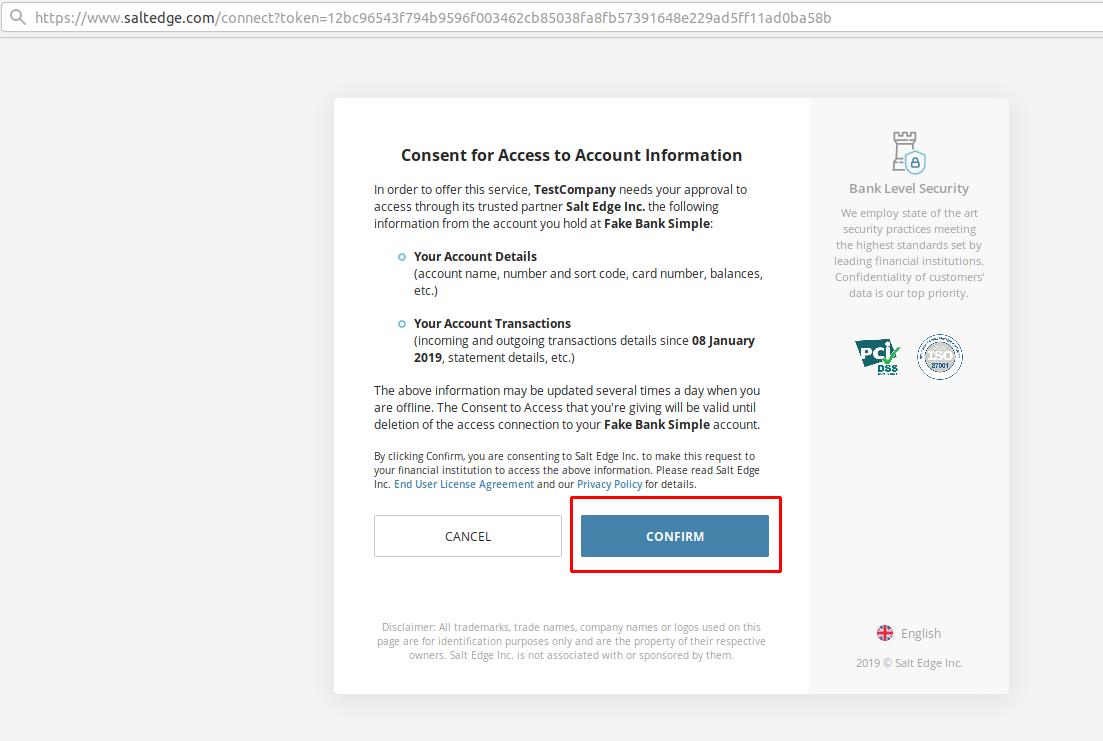 https://www.saltedge.com/connect?token=12bc96543f794b9596f003462cb85038fa8fb57391648e229ad5ff11ad0ba58b
Consent for Access to Account Information
In order to offer this service, TestCompany needs your approval to
access through its trusted partner Salt Edge Inc. the following
information from the account you hold at Fake Bank Simple:
Your Account Details
(account name, number and sort code, card number, balances,
etc.)
Your Account Transactions
(incoming and outgoing transactions details since 08 January
2019, statement details, etc.)
The above information may be updated several times a day when you
are offline. The Consent to Access that you're giving will be valid until
deletion of the access connection to your Fake Bank Simple account.
By clicking Confirm, you are consenting to Salt Edge Inc. to make this request to
your financial institution to access the above information. Please read Salt Edge
Inc. End User License Agreement and our Privacy Policy for details.
CANCEL
CONFIRM
Disclaimer: All trademarks, trade names, company names or logos used on this
page are for identification purposes only and are the property of their respective
owners. Salt Edge Inc. is not associated with or sponsored by them.
Bank Level Security
We employ state of the art
security practices meeting
the highest standards set by
leading financial institutions.
Confidentiality of customers'
data is our top priority.
PCI
DSS
ISO
27001
English
2019 © Salt Edge Inc.